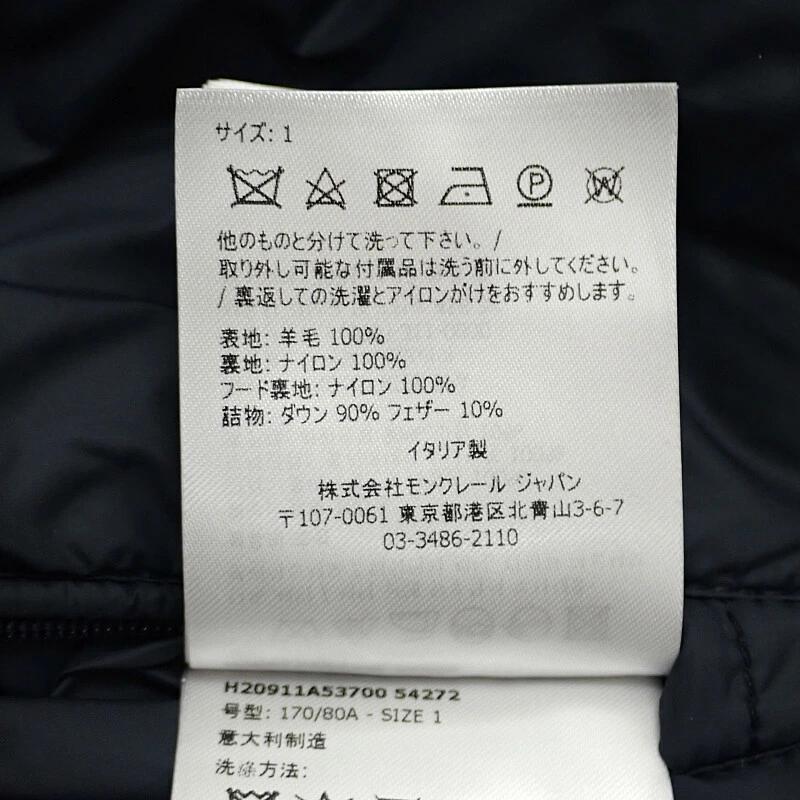 サイズ: 1
P
W
他のものと分けて洗って下さい。/
取り外し可能な付属品は洗う前に外してください。
/ 裏返しての洗濯とアイロンがけをおすすめします。
表地: 羊毛 100%
裏地: ナイロン 100%
フード裏地: ナイロン 100%
詰物: ダウン 90% フェザー 10%
イタリア製
株式会社モンクレール ジャパン
〒107-0061 東京都港区北青山3-6-7
03-3486-2110
H20911A53700 54272
号型: 170/80A - SIZE 1
意大利制造
洗涤方法: